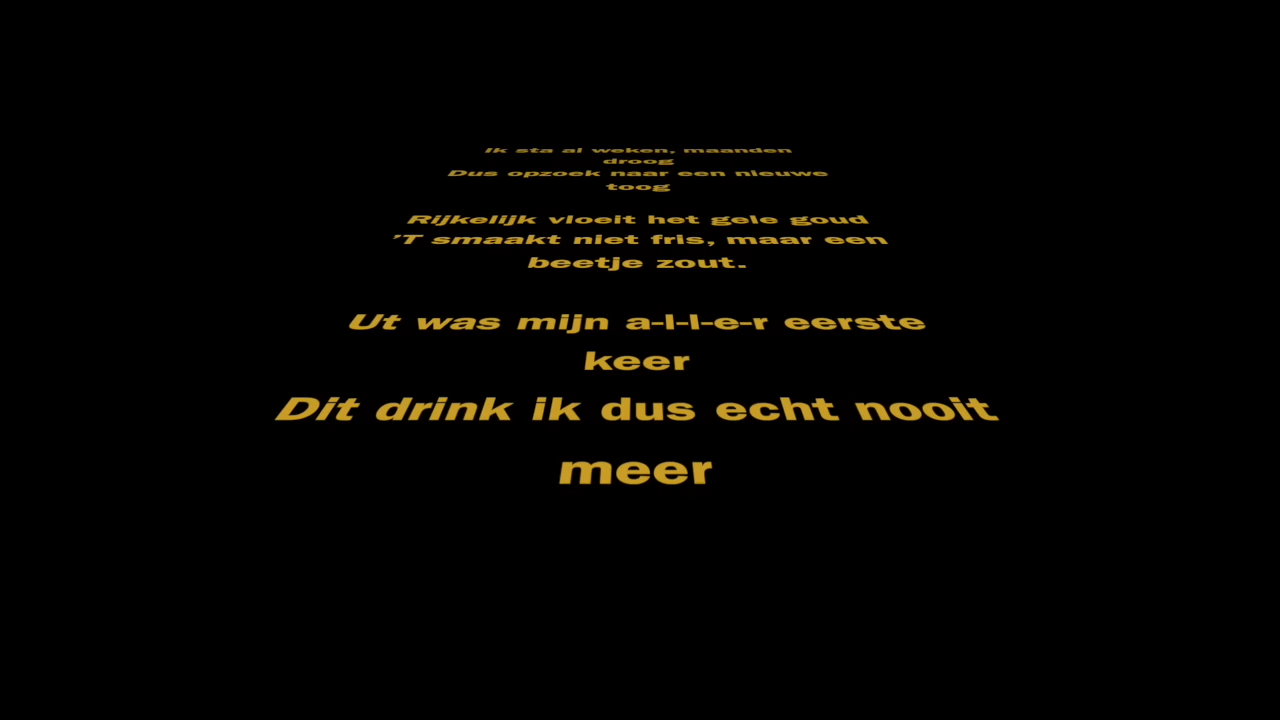 Ik sta al weken, maanden
droog
Dus opzoek naar een nieuwe
toog
Rijkelijk vloeit het gele goud
’T smaakt niet fris, maar een
beetje zout.
Ut was mijn a-l-l-e-r eerste
keer
Dit drink ik dus echt nooit
meer